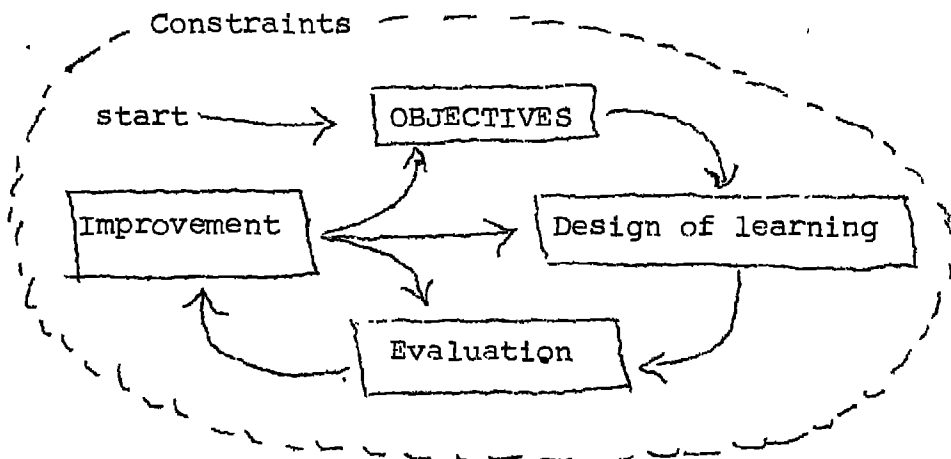 Constraints
start
OBJECTIVES
Improvement
Design of learning
Evaluation